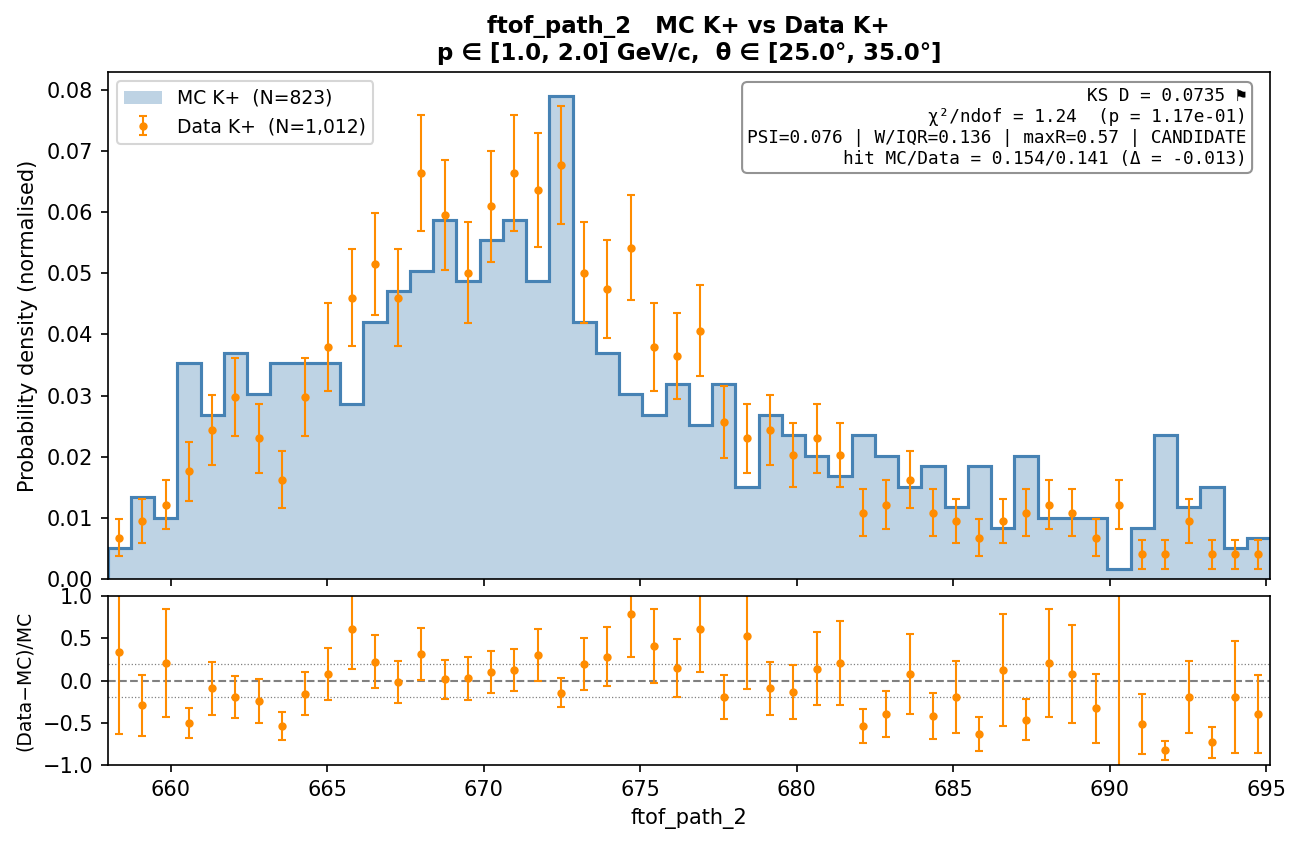 ftof_path_2   MC K+ vs Data K+
p ∈ [1.0, 2.0] GeV/c,  θ ∈ [25.0°, 35.0°]
MC K+  (N=823)
Data K+  (N=1,012)
KS D = 0.0735 ⚑
χ²/ndof = 1.24  (p = 1.17e-01)
PSI=0.076 | W/IQR=0.136 | maxR=0.57 | CANDIDATE
hit MC/Data = 0.154/0.141 (Δ = -0.013)
Probability density (normalised)
0.08
0.07
0.06
0.05
0.04
0.03
0.02
0.01
0.00
(Data−MC)/MC
1.0
0.5
0.0
−0.5
−1.0
660 665 670 675 680 685 690 695
ftof_path_2